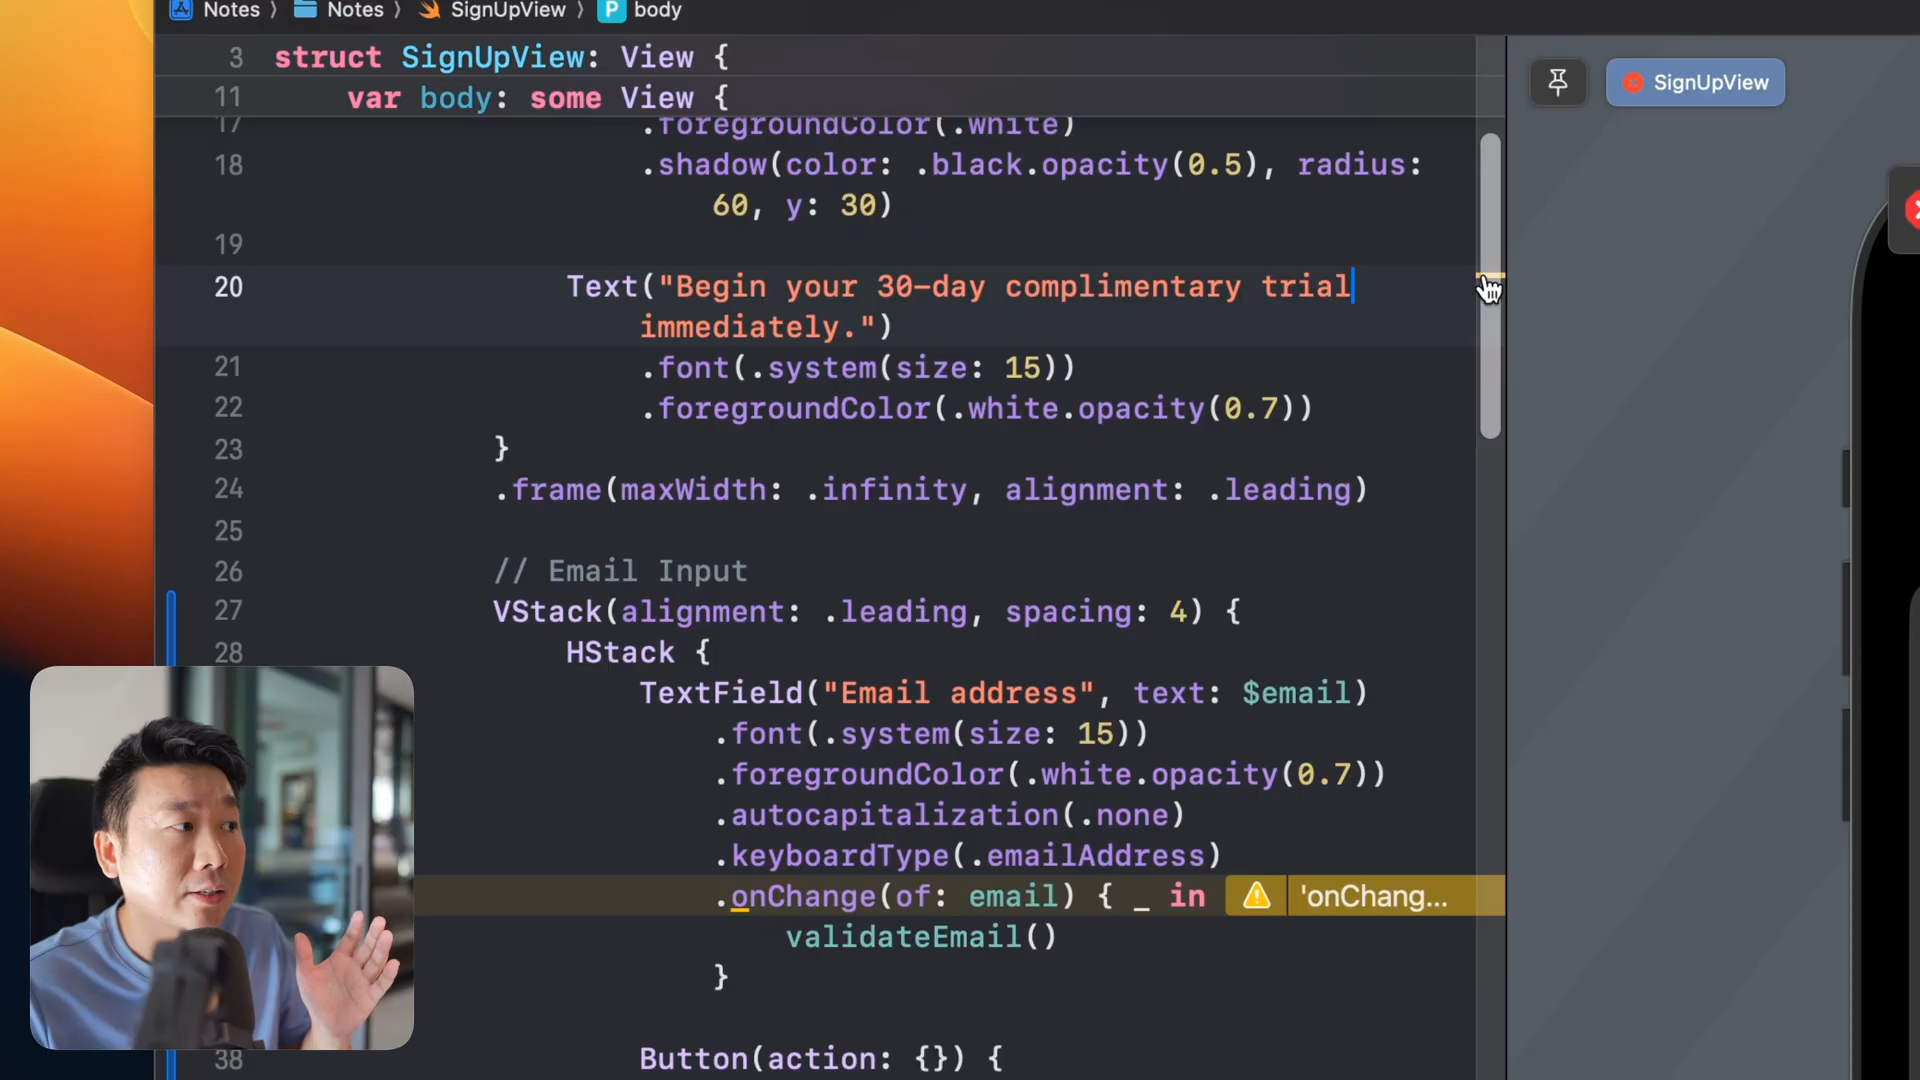 Notes 〉 Notes 〉 SignUpView 〉 P body
3 struct SignUpView: View {
11 var body: some View {
17 .foregroundColor(.white)
18 .shadow(color: .black.opacity(0.5), radius:
60, y: 30)
19
20 Text("Begin your 30-day complimentary trial
immediately.")
21 .font(.system(size: 15))
22 .foregroundColor(.white.opacity(0.7))
23 }
24 .frame(maxWidth: .infinity, alignment: .leading)
25
26 // Email Input
27 VStack(alignment: .leading, spacing: 4) {
28 HStack {
TextField("Email address", text: $email)
.font(.system(size: 15))
.foregroundColor(.white.opacity(0.7))
.autocapitalization(.none)
.keyboardType(.emailAddress)
.onChange(of: email) { _ in 'onChang...
validateEmail()
}
38 Button(action: {}) {
SignUpView